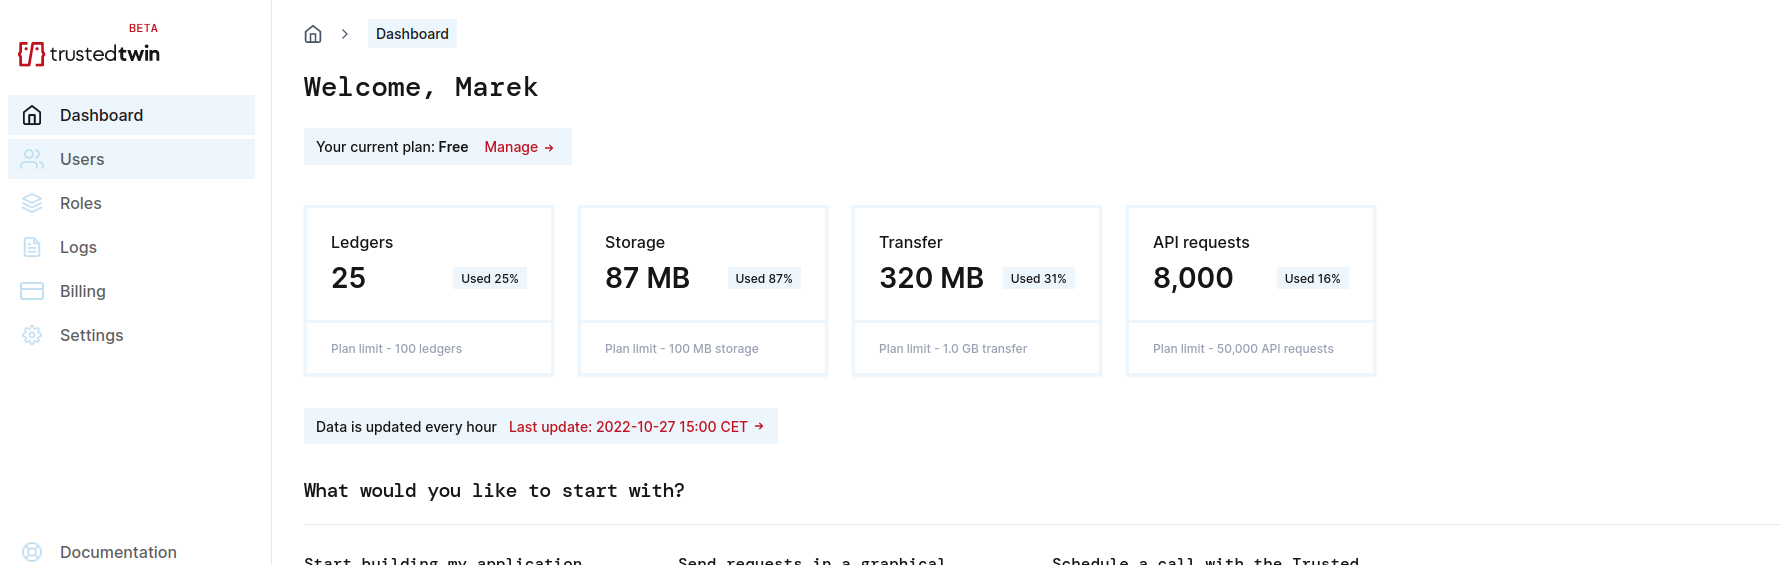 BETA
trustedtwin
Dashboard
Users
Roles
Logs
Billing
Settings
Documentation
Dashboard
Welcome, Marek
Your current plan: Free Manage →
Ledgers
25 Used 25%
Plan limit - 100 ledgers
Storage
87 MB Used 87%
Plan limit - 100 MB storage
Transfer
320 MB Used 31%
Plan limit - 1.0 GB transfer
API requests
8,000 Used 16%
Plan limit - 50,000 API requests
Data is updated every hour Last update: 2022-10-27 15:00 CET →
What would you like to start with?
Start building my application
Send requests in a graphical
Schedule a call with the Trusted